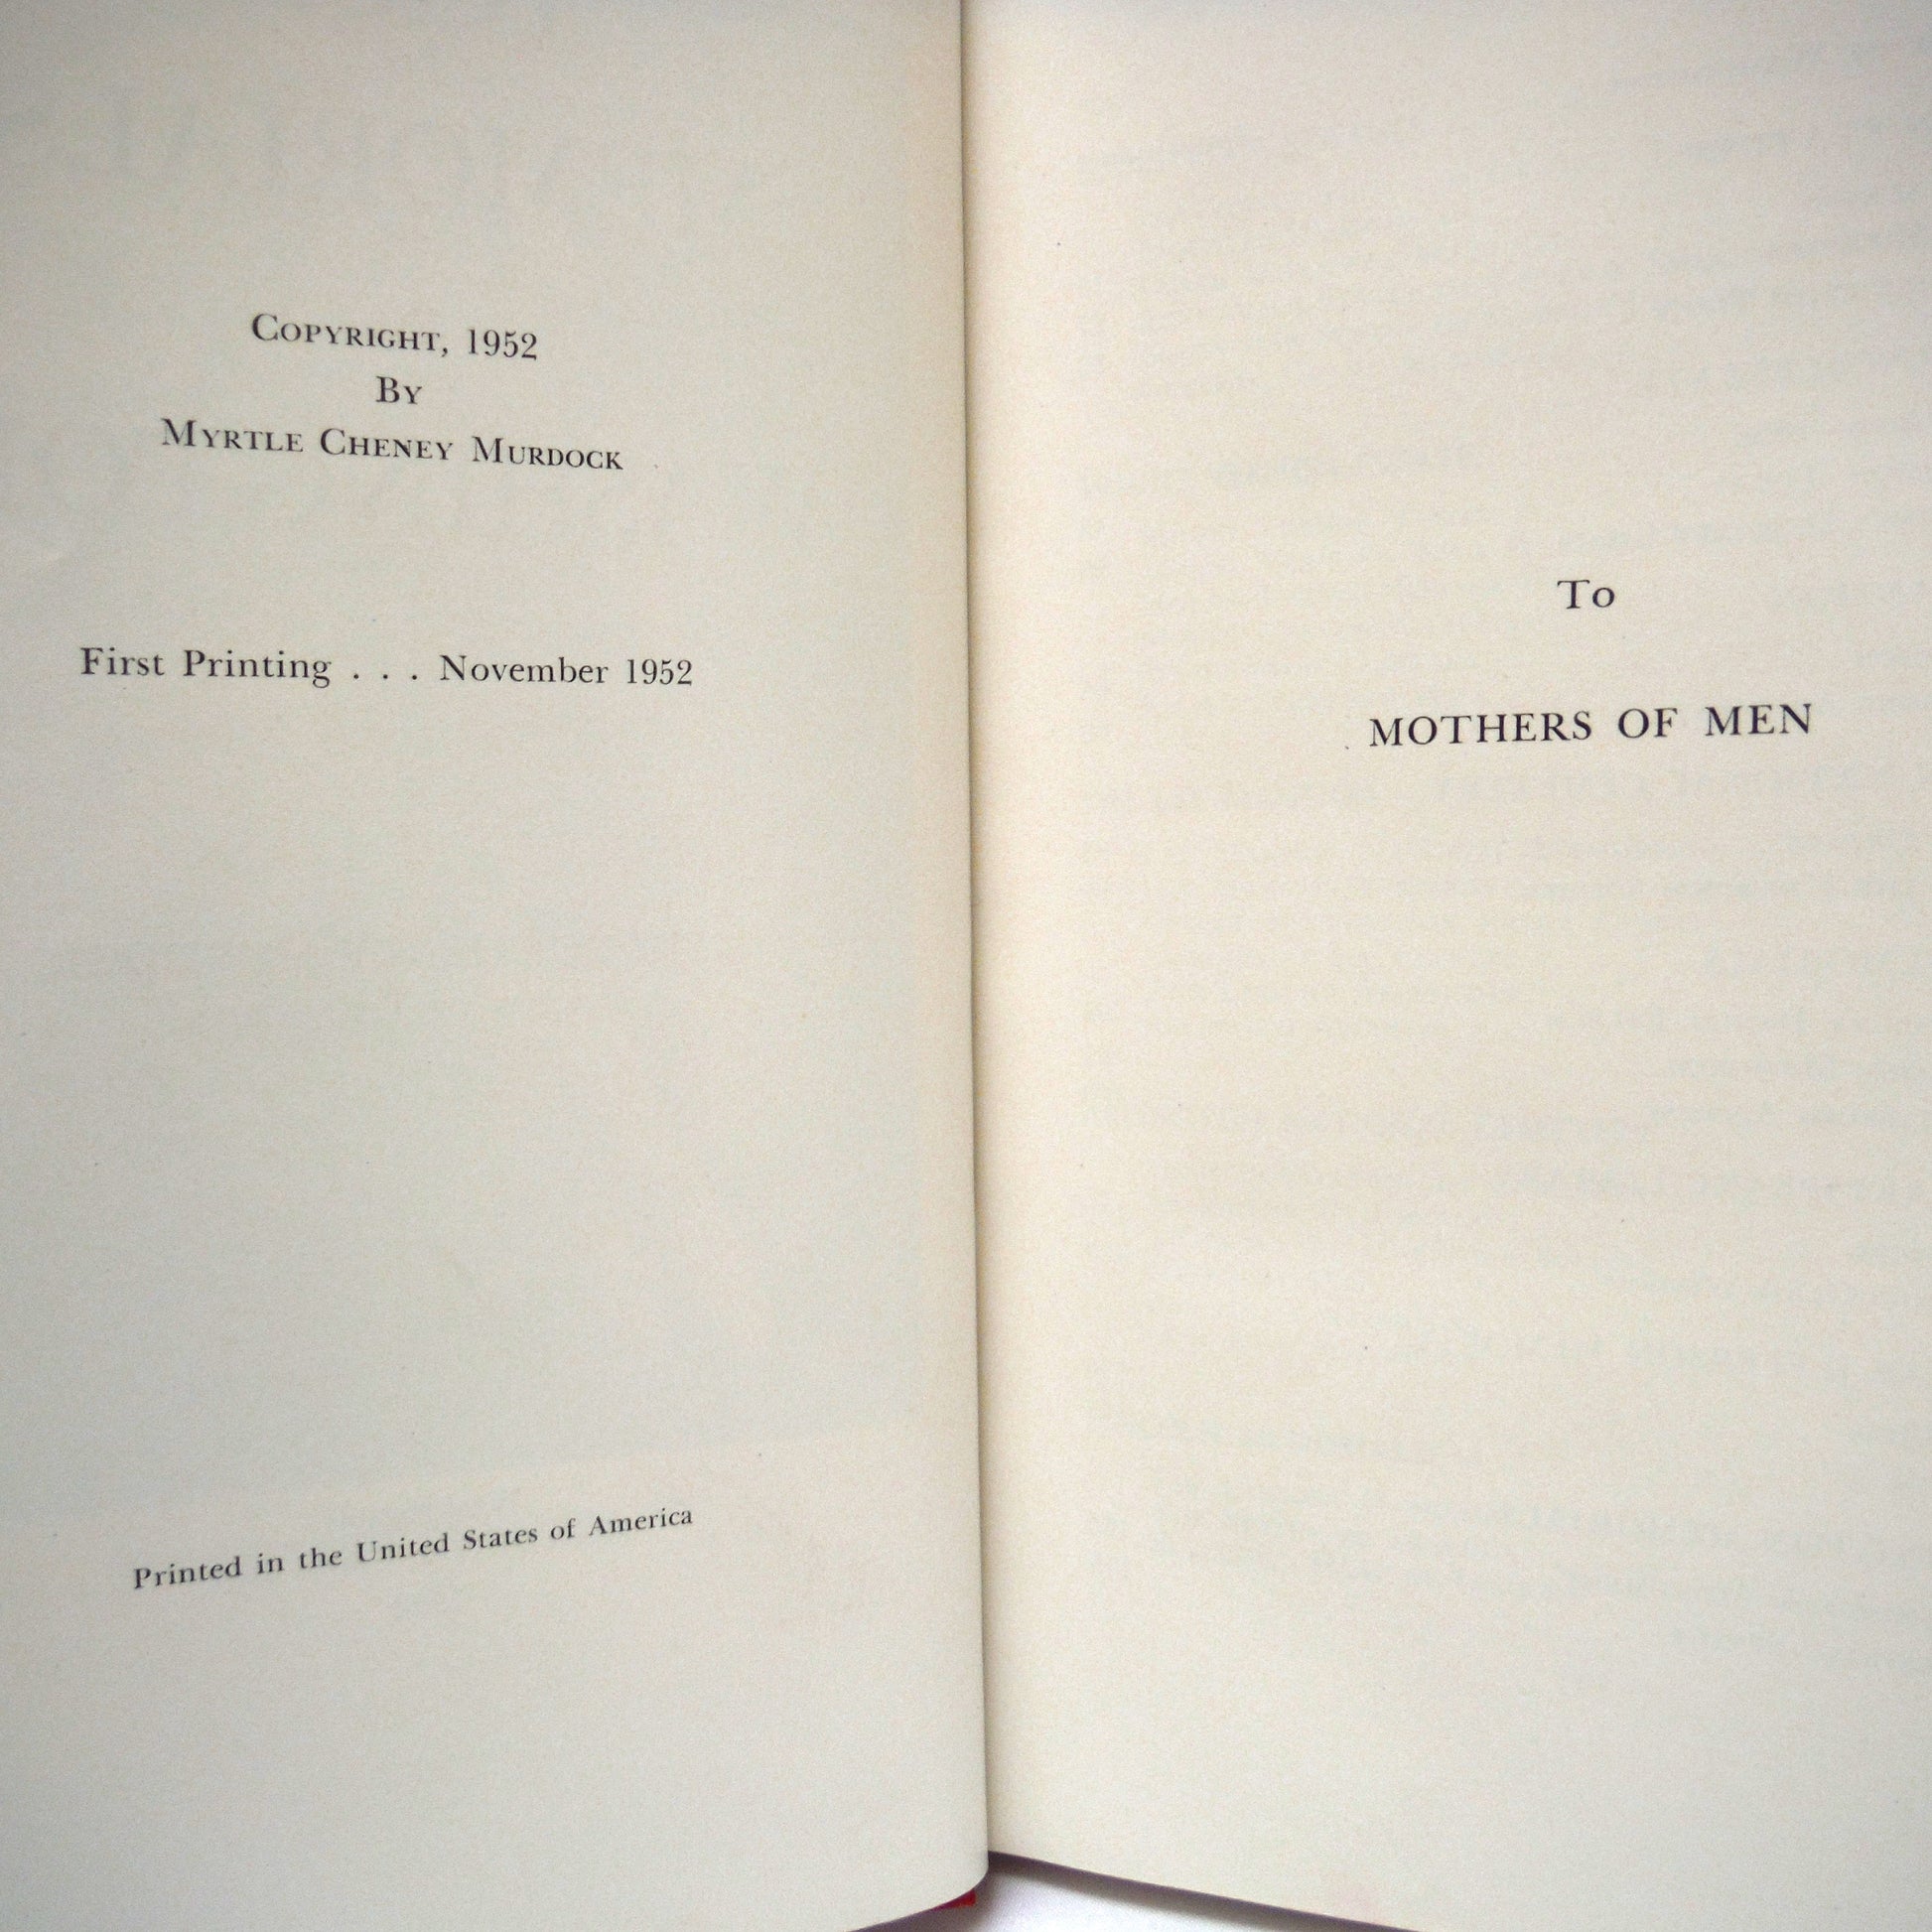 Copyright, 1952
By
Myrtle Cheney Murdock
First Printing . . . November 1952
Printed in the United States of America
To
MOTHERS OF MEN